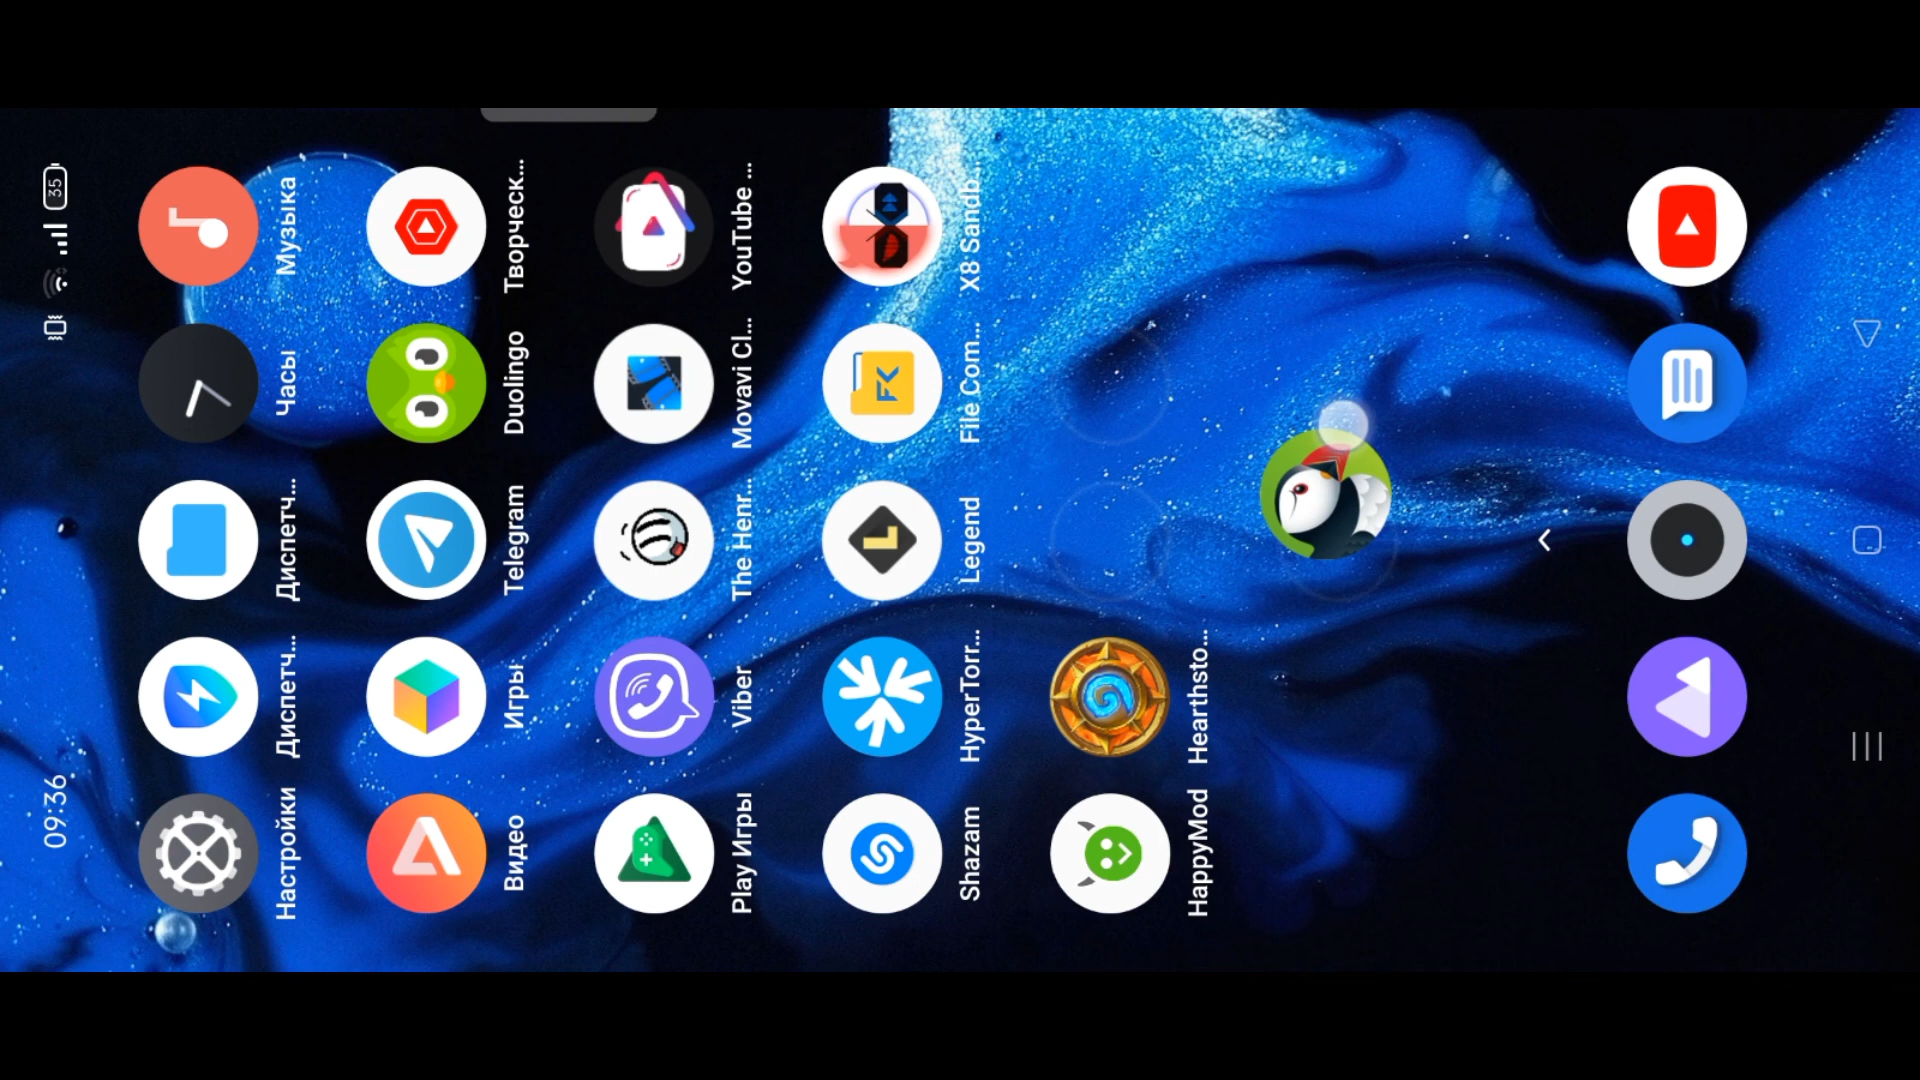 09:36
35
Настройки
Диспетч...
Диспетч...
Часы
Музыка
Видео
Игры
Telegram
Duolingo
Творческ...
Play Игры
Viber
The Henr...
Movavi Cl...
YouTube ...
Shazam
HyperTorr...
Legend
File Com...
X8 Sandb...
HappyMod
Hearthsto...